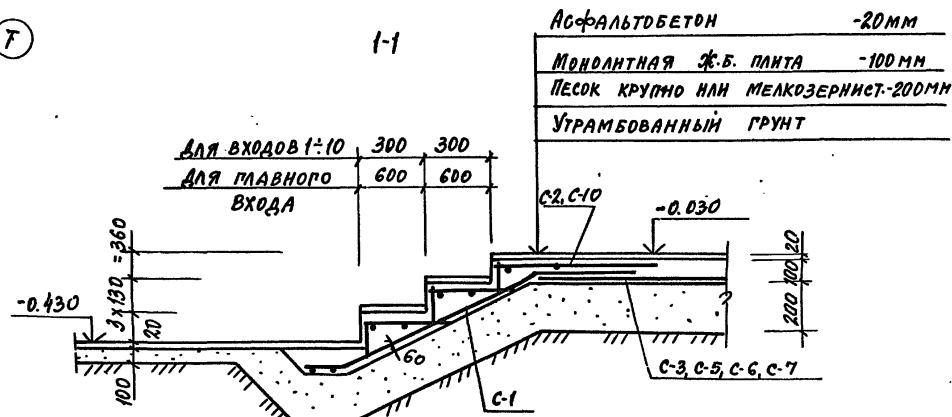 7
1-1
АСФАЛЬТОБЕТОН -20ММ
МОНОЛИТНАЯ Ж.Б. ПЛИТА -100ММ
ПЕСОК КРУПНО ИЛИ МЕЛКОЗЕРНИСТ.-200ММ
УТРАМБОВАННЫЙ ГРУНТ
ДЛЯ ВХОДОВ 1÷10 300 300
ДЛЯ ГЛАВНОГО 600 600
ВХОДА
С-2, С-10
-0.030
3х130 =360
20
100
200
-0.430
20
100
60
С-3, С-5, С-6, С-7
С-1